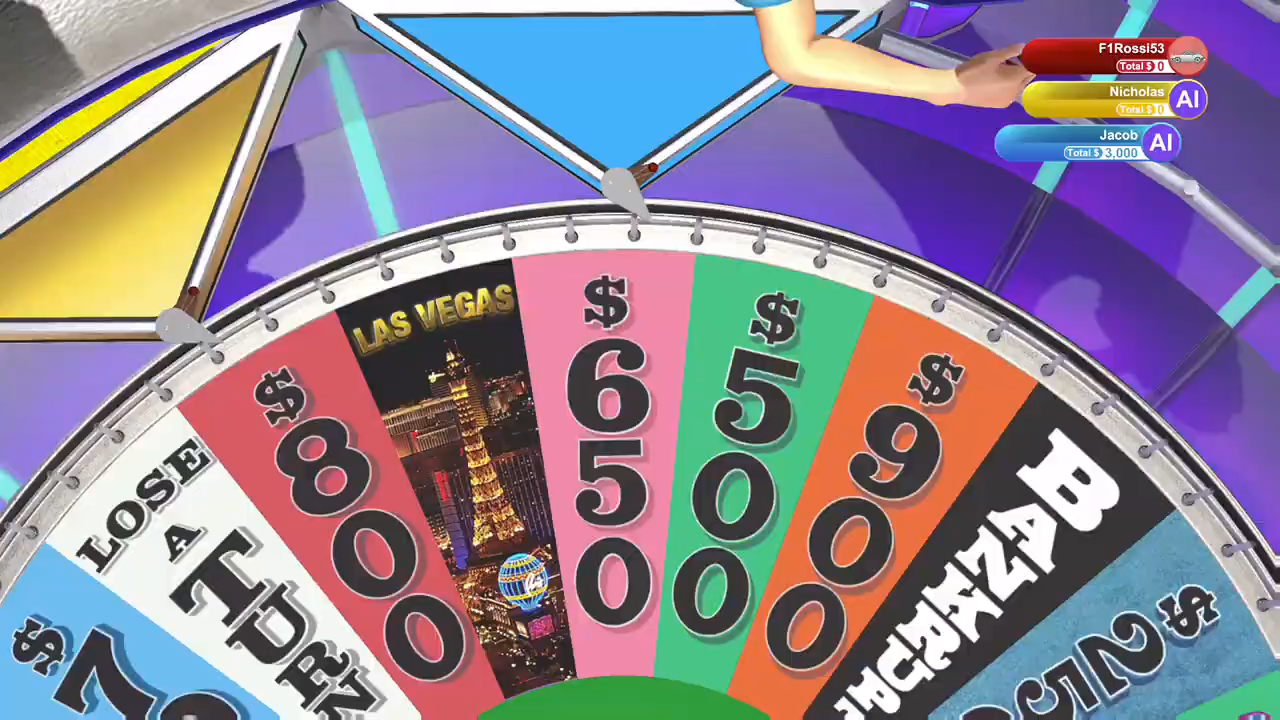 F1Rossi53
Total $ 0
Nicholas
Total $ 0
AI
Jacob
Total $ 3,000
AI
LOSE
A
TURN
$800
LAS VEGAS
$650
$500
$900
BANKRUPT